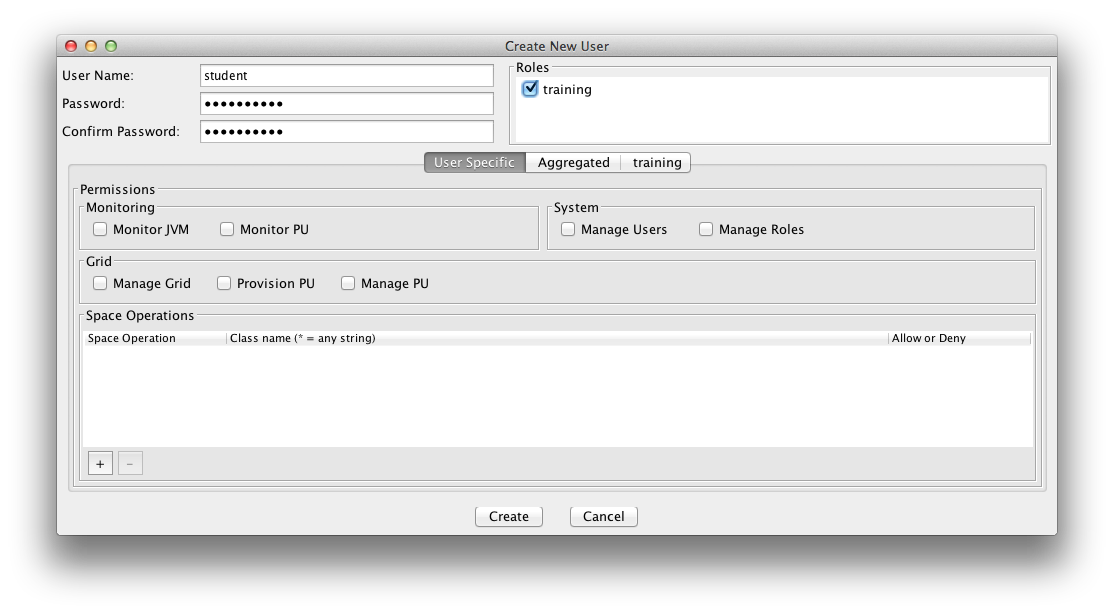 Create New User
User Name:
student
Password:
••••••••••
Confirm Password:
••••••••••
Roles
training
User Specific Aggregated training
Permissions
Monitoring
Monitor JVM Monitor PU
System
Manage Users Manage Roles
Grid
Manage Grid Provision PU Manage PU
Space Operations
Space Operation Class name (* = any string) Allow or Deny
+ -
Create Cancel